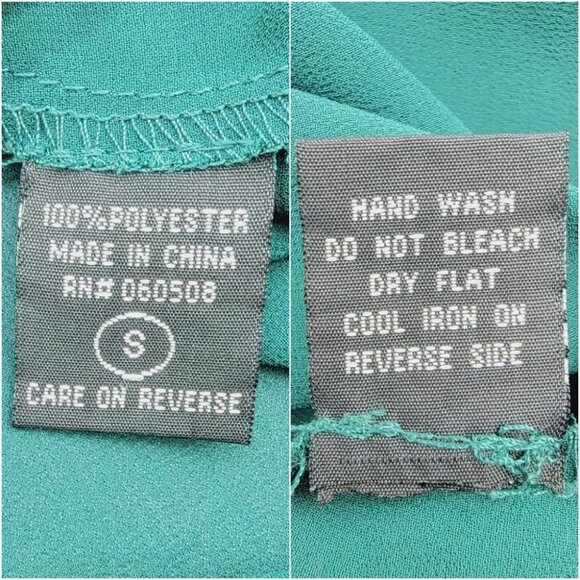 100% POLYESTER
MADE IN CHINA
RN# 060508
S
CARE ON REVERSE
HAND WASH
DO NOT BLEACH
DRY FLAT
COOL IRON ON
REVERSE SIDE